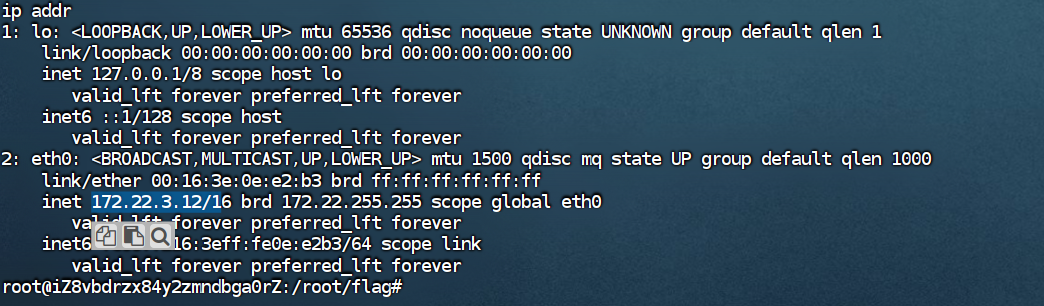 ip addr
1: lo: <LOOPBACK,UP,LOWER_UP> mtu 65536 qdisc noqueue state UNKNOWN group default qlen 1
link/loopback 00:00:00:00:00:00 brd 00:00:00:00:00:00
inet 127.0.0.1/8 scope host lo
valid_lft forever preferred_lft forever
inet6 ::1/128 scope host
valid_lft forever preferred_lft forever
2: eth0: <BROADCAST,MULTICAST,UP,LOWER_UP> mtu 1500 qdisc mq state UP group default qlen 1000
link/ether 00:16:3e:0e:e2:b3 brd ff:ff:ff:ff:ff:ff
inet 172.22.3.12/16 brd 172.22.255.255 scope global eth0
valid_lft forever preferred_lft forever
inet6 16:3eff:fe0e:e2b3/64 scope link
valid_lft forever preferred_lft forever
root@iZ8vbdrzx84y2zmndbga0rZ:/root/flag#